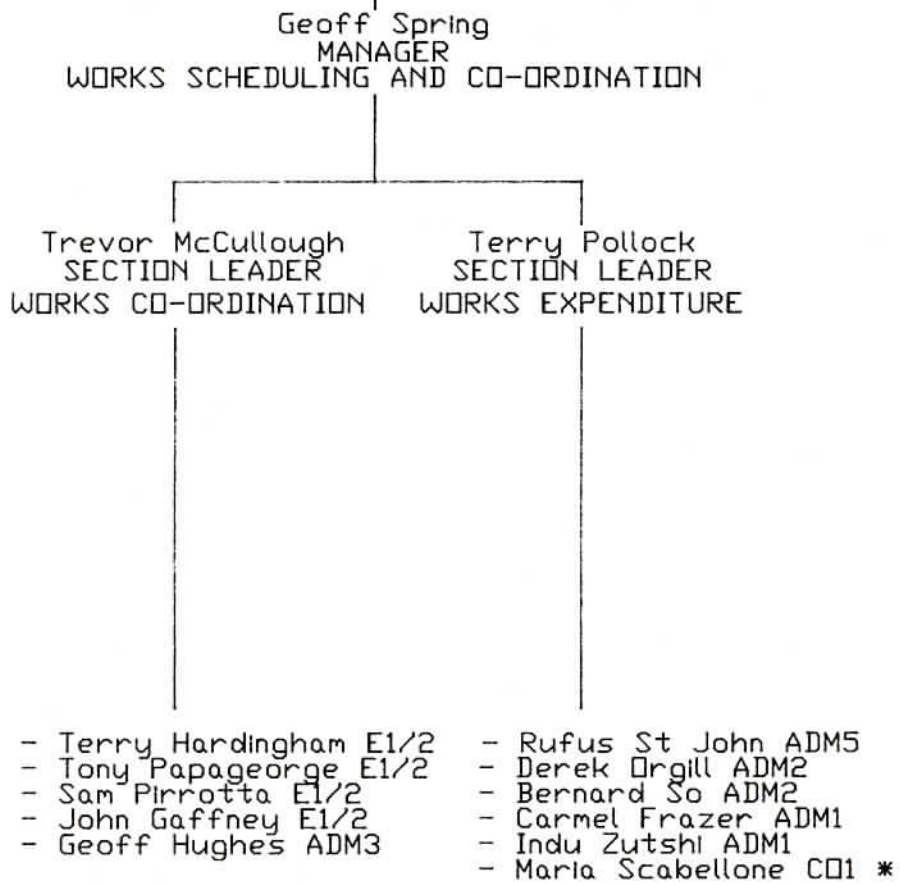 Geoff Spring
MANAGER
WORKS SCHEDULING AND CO-ORDINATION
Trevor McCullough
SECTION LEADER
WORKS CO-ORDINATION
Terry Pollock
SECTION LEADER
WORKS EXPENDITURE
- Terry Hardingham E1/2
- Tony Papageorge E1/2
- Sam Pirrotta E1/2
- John Gaffney E1/2
- Geoff Hughes ADM3
- Rufus St John ADM5
- Derek Orgill ADM2
- Bernard So ADM2
- Carmel Frazer ADM1
- Indu Zutshi ADM1
- Maria Scabellone CO1 *